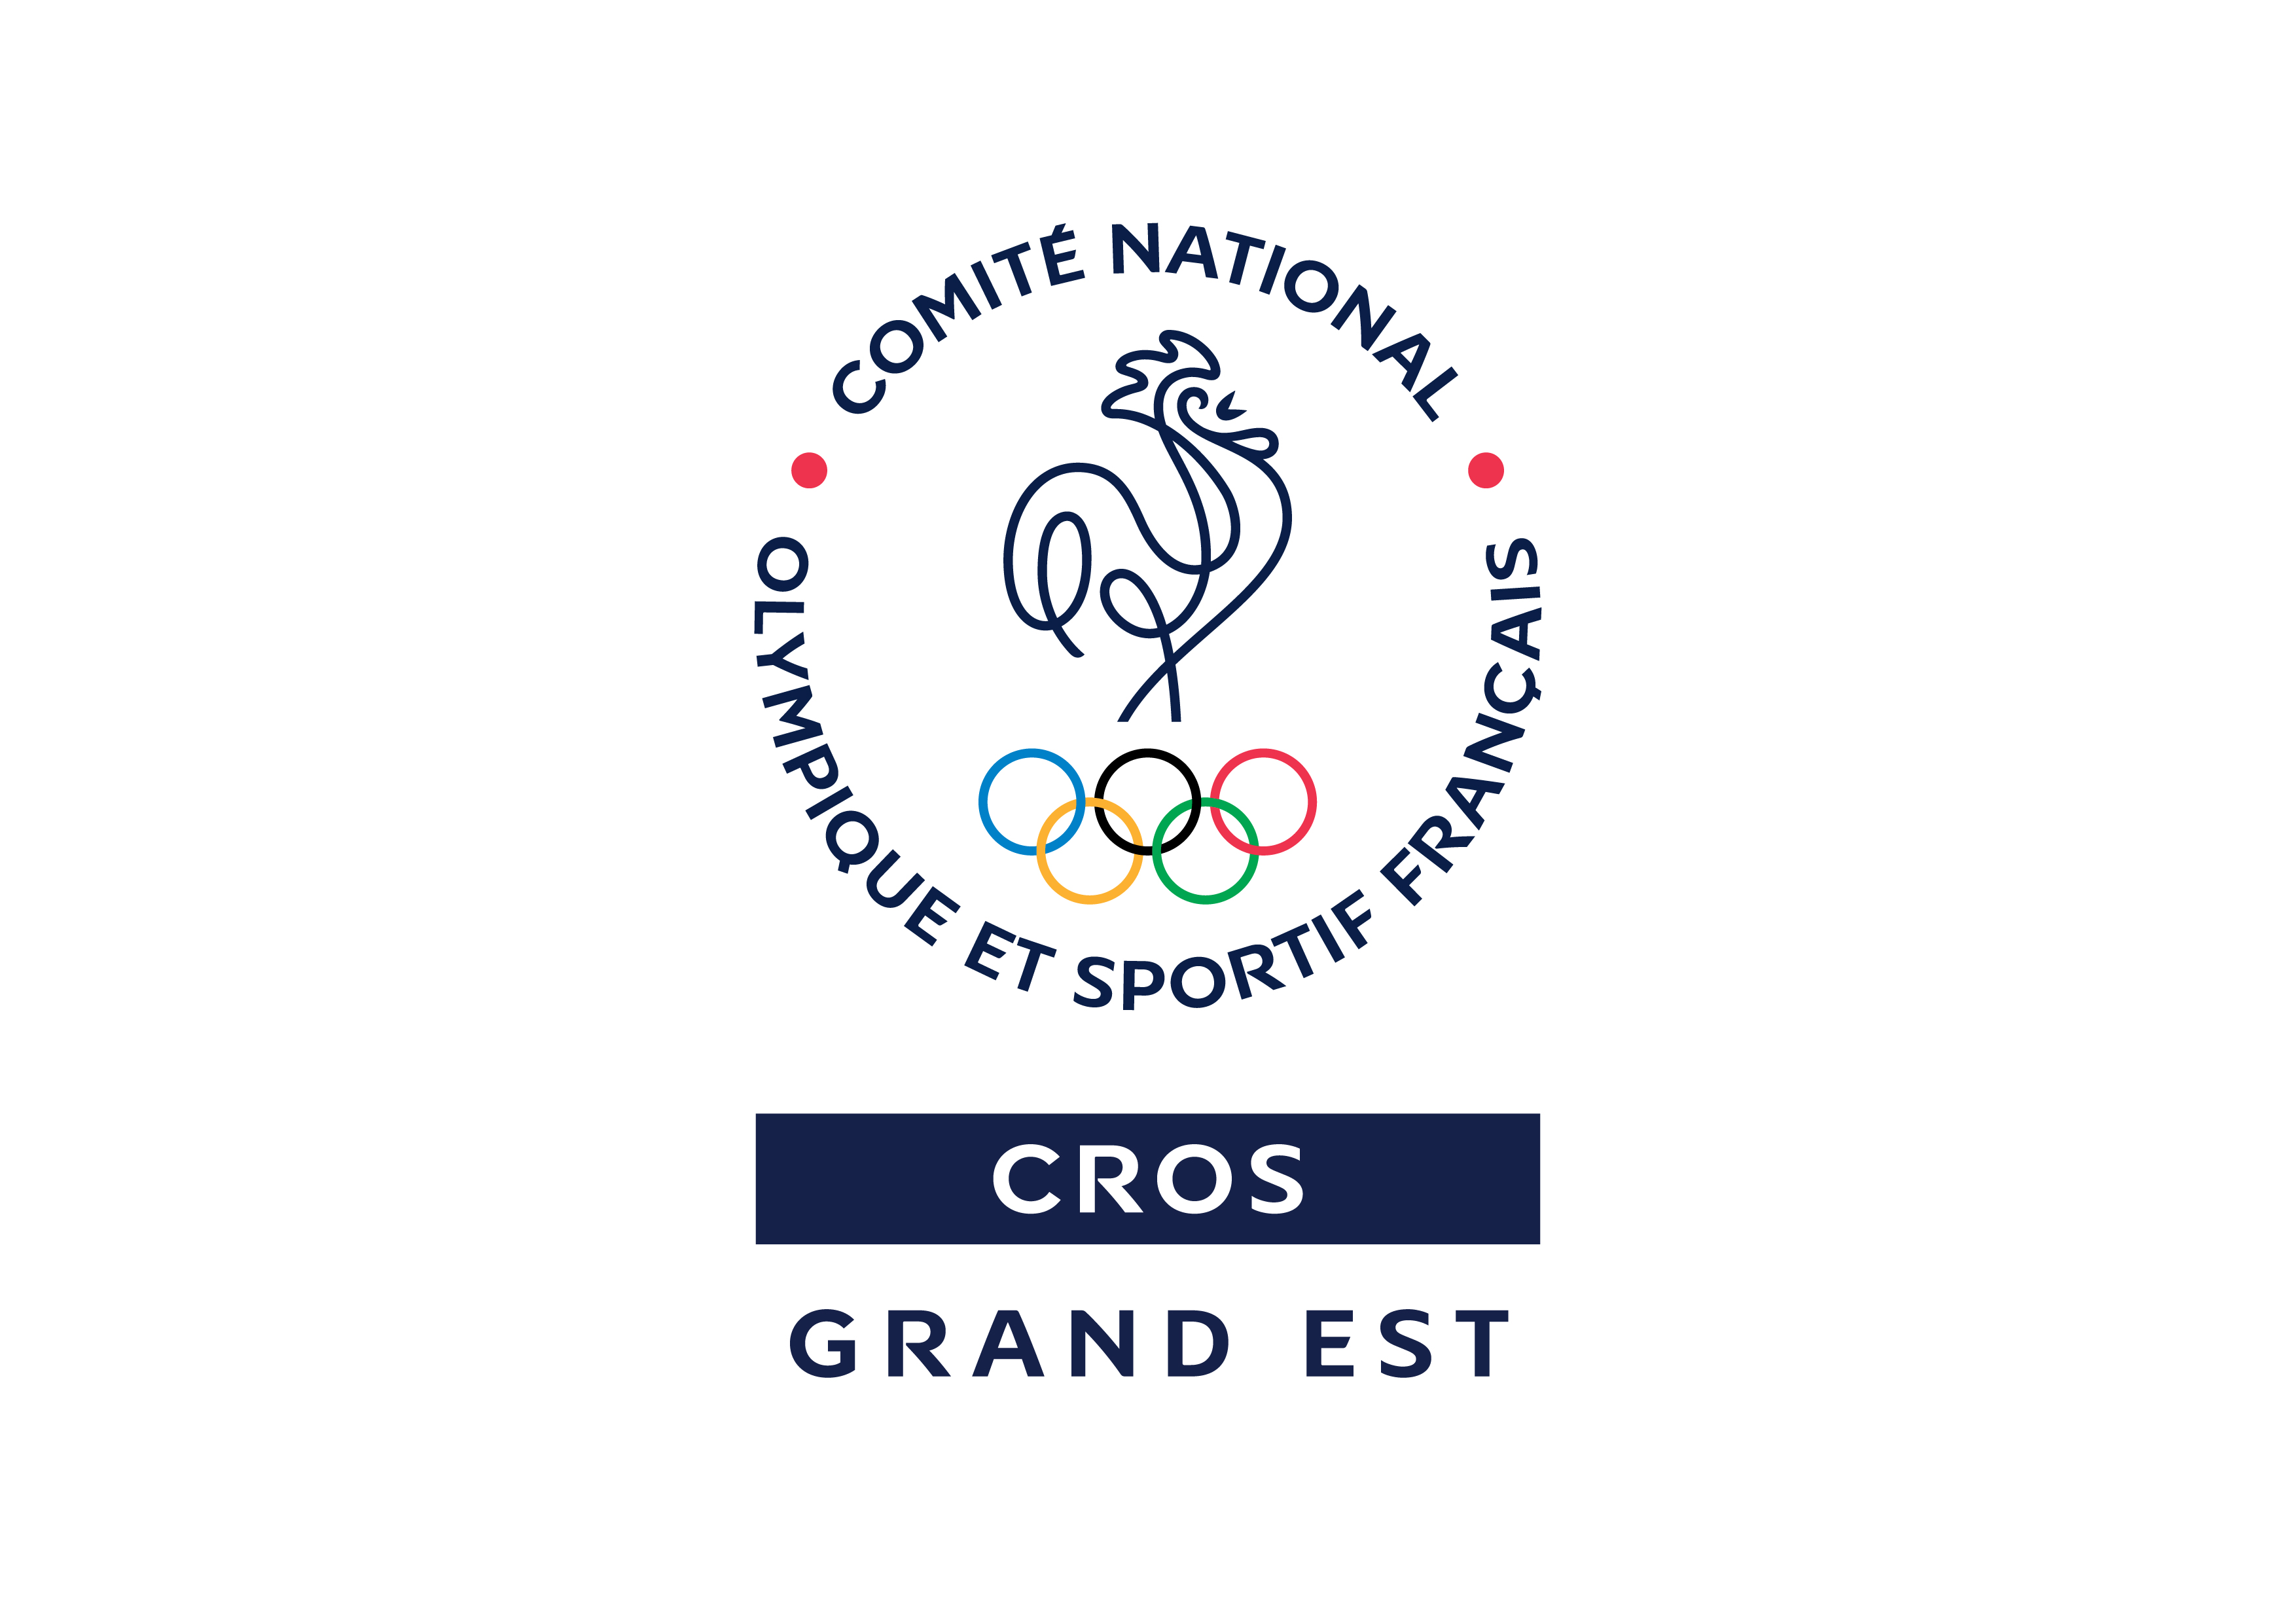 COMITÉ NATIONAL
OLYMPIQUE ET SPORTIF FRANÇAIS
CROS
GRAND EST